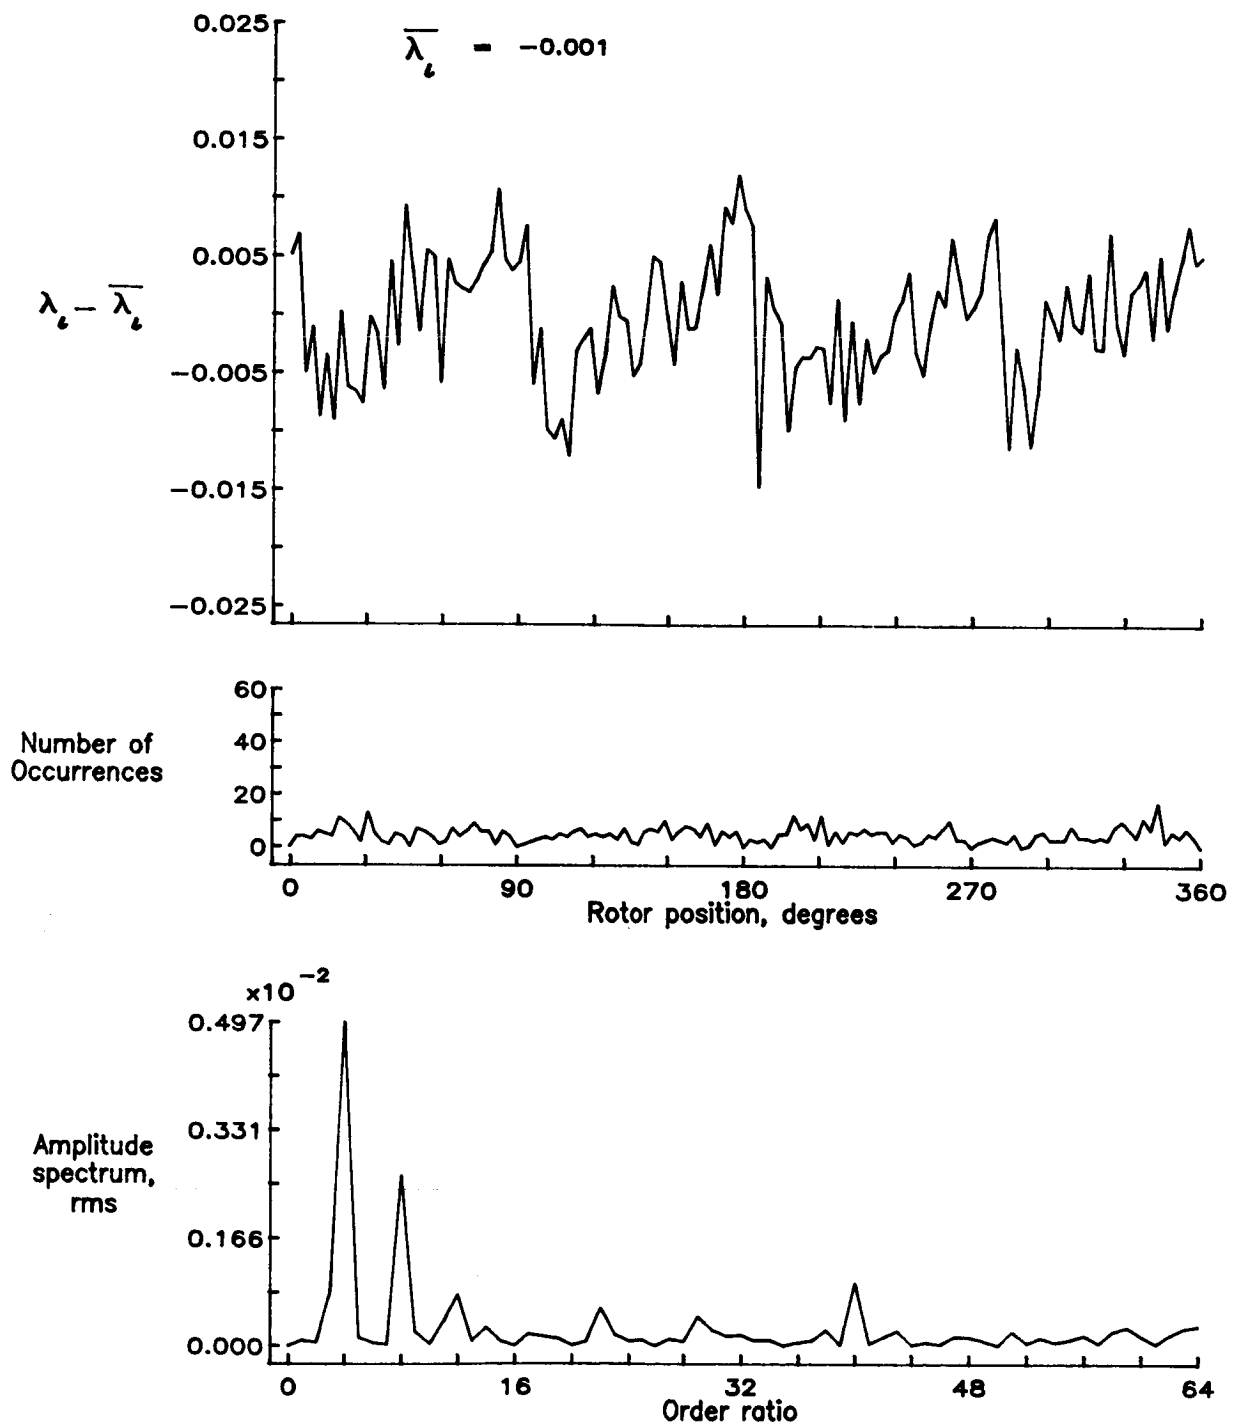 0.025
λ̅ᵢ = −0.001
0.015
0.005
λᵢ − λ̅ᵢ
−0.005
−0.015
−0.025
60
Number of
Occurrences
40
20
0
0 90 180 270 360
Rotor position, degrees
x10⁻²
0.497
0.331
Amplitude
spectrum,
rms
0.166
0.000
0 16 32 48 64
Order ratio